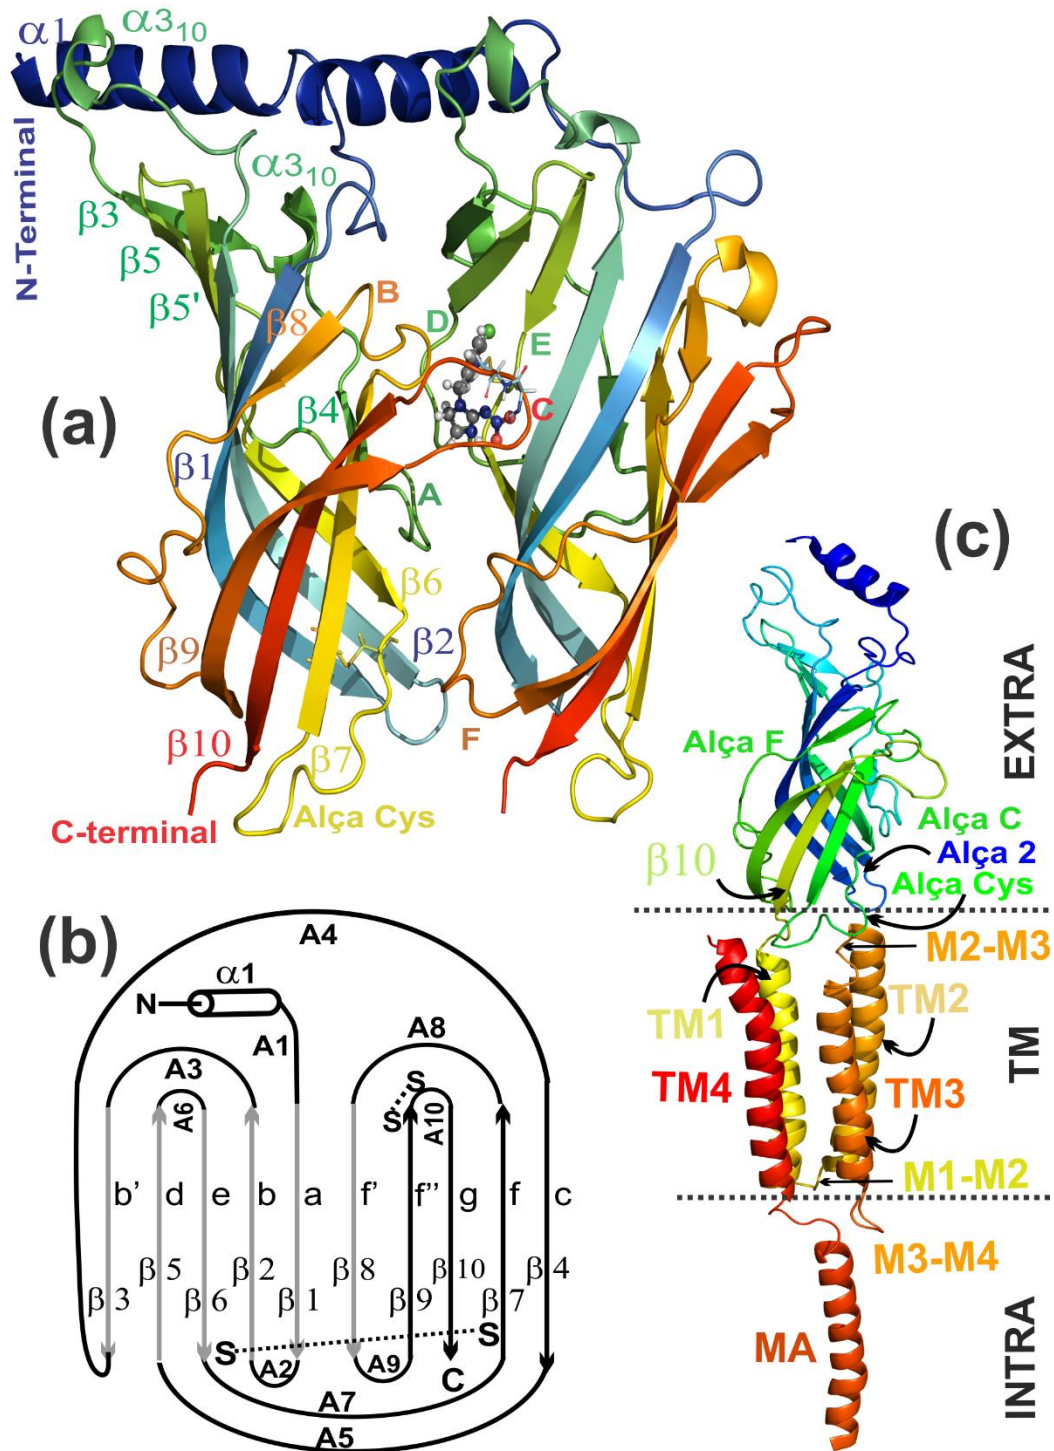 α1
α3₁₀
N-Terminal
α3₁₀
β3
β5
β5'
β8
B
D
E
C
(a)
β4
β1
A
β6
β9
β2
F
β10
β7
C-terminal
Alça Cys
(b)
A4
α1
N
A1
A3
A8
A6
S
S
A10
b'
d
e
b
a
f'
f''
g
f
c
β3
β5
β6
β2
β1
β8
β9
β10
β7
β4
S
S
A2
A9
C
A7
A5
(c)
EXTRA
Alça F
Alça C
Alça 2
Alça Cys
β10
M2-M3
TM1
TM2
TM
TM4
TM3
M1-M2
M3-M4
MA
INTRA